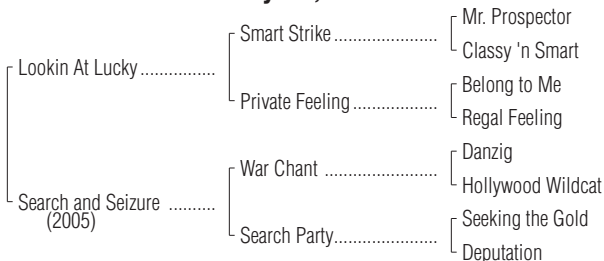 Mr. Prospector
Smart Strike.....................
Classy 'n Smart
Lookin At Lucky...............
Belong to Me
Private Feeling.................
Regal Feeling
Danzig
War Chant ......................
Hollywood Wildcat
Search and Seizure ..........
(2005)
Seeking the Gold
Search Party....................
Deputation